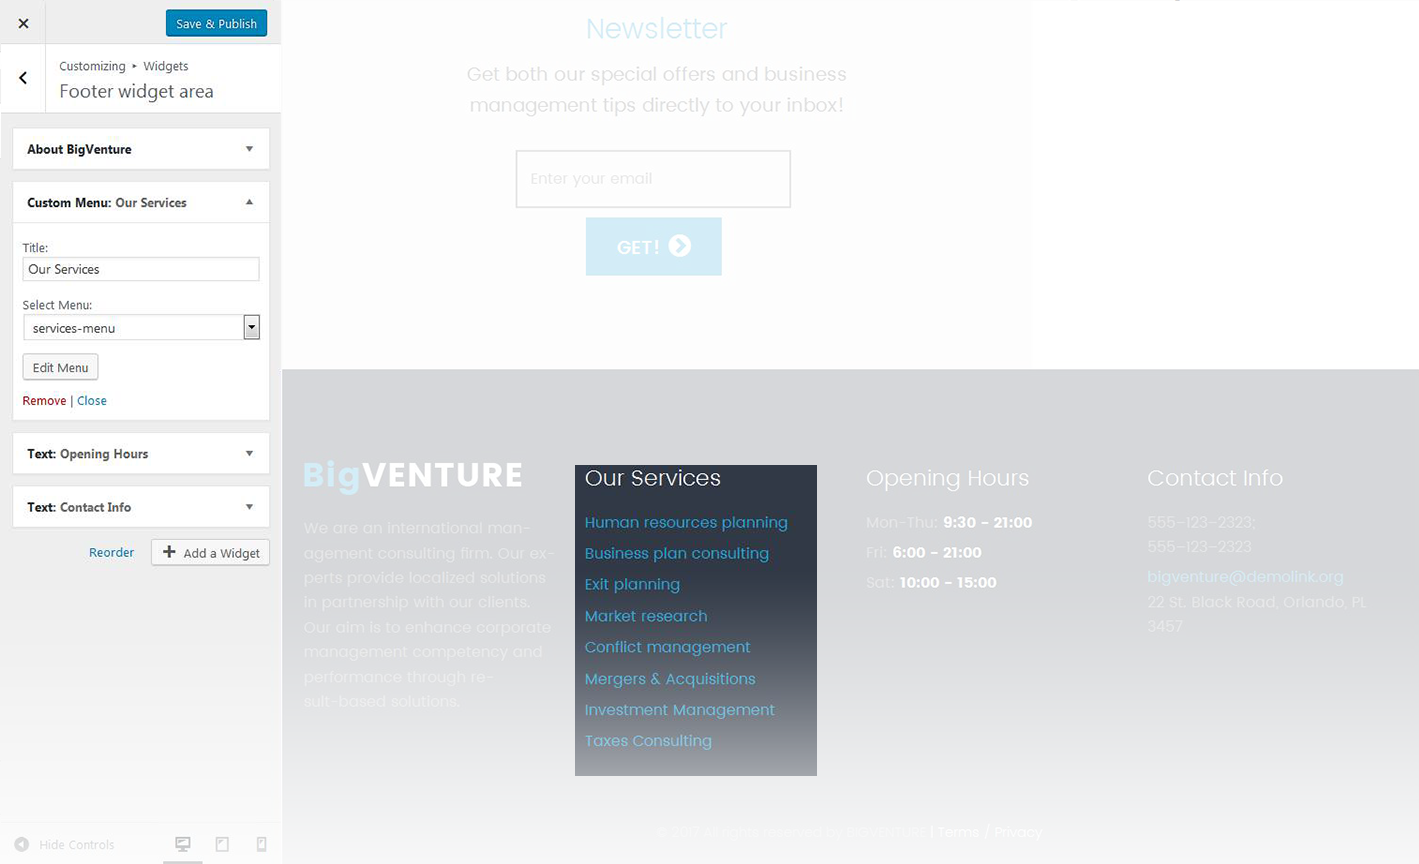 Save & Publish
Customizing ▸ Widgets
Footer widget area
About BigVenture
Custom Menu: Our Services
Title:
Our Services
Select Menu:
services-menu
Edit Menu
Remove | Close
Text: Opening Hours
Text: Contact Info
Reorder
Add a Widget
Hide Controls
Newsletter
Get both our special offers and business
management tips directly to your inbox!
Enter your email
GET!
BigVENTURE
We are an international man-
agement consulting firm. Our ex-
perts provide localized solutions
in partnership with our clients.
Our aim is to enhance corporate
management competency and
performance through re-
sult-based solutions.
Our Services
Human resources planning
Business plan consulting
Exit planning
Market research
Conflict management
Mergers & Acquisitions
Investment Management
Taxes Consulting
Opening Hours
Mon-Thu: 9:30 - 21:00
Fri: 6:00 - 21:00
Sat: 10:00 - 15:00
Contact Info
555-123-2323;
555-123-2323
bigventure@demolink.org
22 St. Black Road, Orlando, PL
3457
| Terms / Privacy